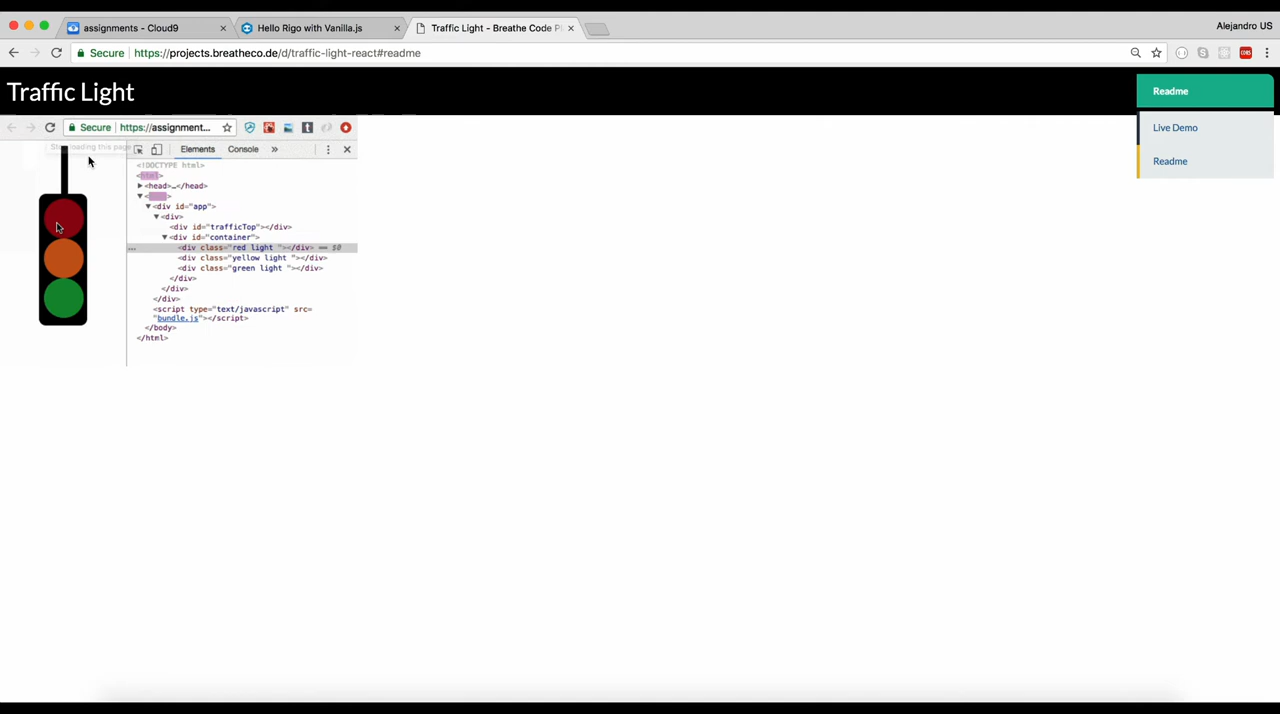 assignments - Cloud9
Hello Rigo with Vanilla.js
Traffic Light - Breathe Code Pl
Alejandro US
Secure
https://projects.breatheco.de/d/traffic-light-react#readme
Traffic Light
Readme
Live Demo
Readme
Secure https://assignment...
Stop loading this page
Elements Console »
<!DOCTYPE html>
<html>
<head>…</head>
<div id="app">
<div>
<div id="trafficTop"></div>
<div id="container">
<div class="red light "></div> == $0
<div class="yellow light "></div>
<div class="green light "></div>
</div>
</div>
</div>
<script type="text/javascript" src=
"bundle.js"></script>
</body>
</html>